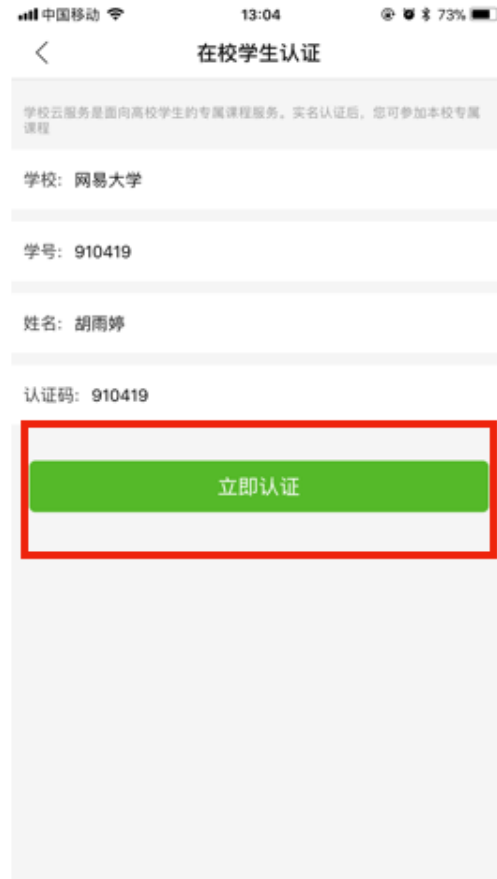 中国移动 13:04 73%
在校学生认证
学校云服务是面向高校学生的专属课程服务。实名认证后，您可参加本校专属
课程
学校: 网易大学
学号: 910419
姓名: 胡雨婷
认证码: 910419
立即认证